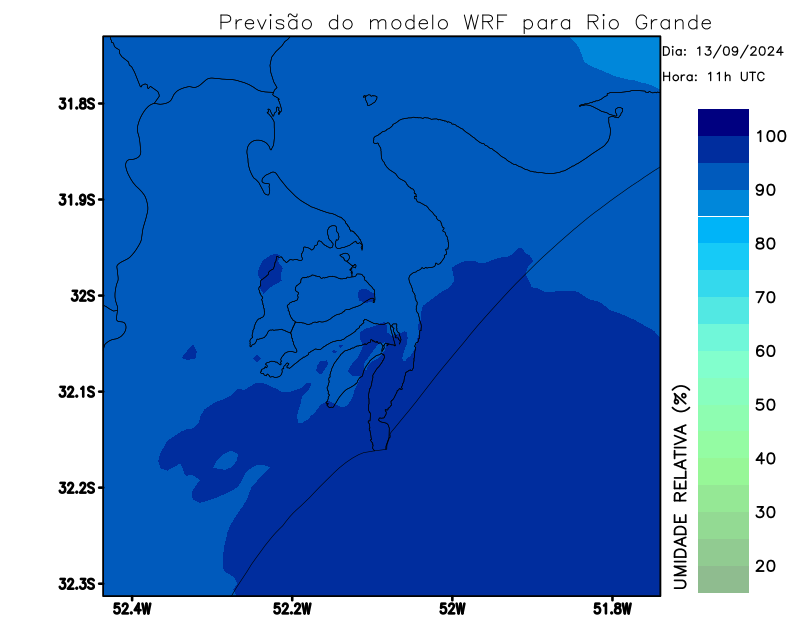 Previsão do modelo WRF para Rio Grande
Dia: 13/09/2024
Hora: 11h UTC
31.8S
31.9S
32S
32.1S
32.2S
32.3S
52.4W
52.2W
52W
51.8W
UMIDADE RELATIVA (%)
100
90
80
70
60
50
40
30
20